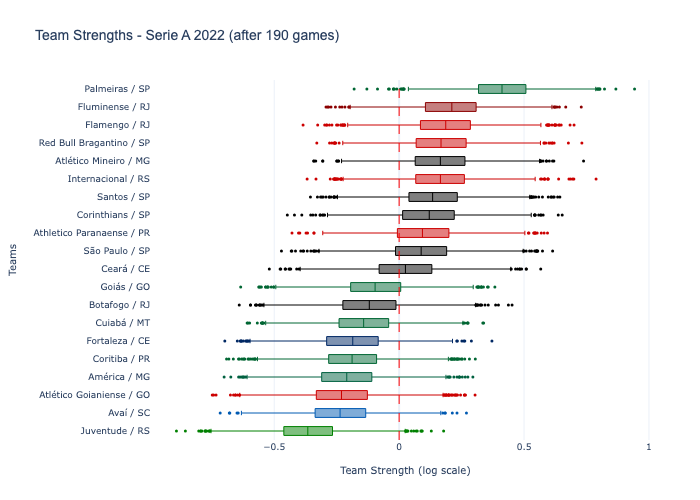 Team Strengths - Serie A 2022 (after 190 games)
Palmeiras / SP
Fluminense / RJ
Flamengo / RJ
Red Bull Bragantino / SP
Atlético Mineiro / MG
Internacional / RS
Santos / SP
Corinthians / SP
Athletico Paranaense / PR
São Paulo / SP
Ceará / CE
Goiás / GO
Botafogo / RJ
Cuiabá / MT
Fortaleza / CE
Coritiba / PR
América / MG
Atlético Goianiense / GO
Avaí / SC
Juventude / RS
Teams
−0.5 0 0.5 1
Team Strength (log scale)